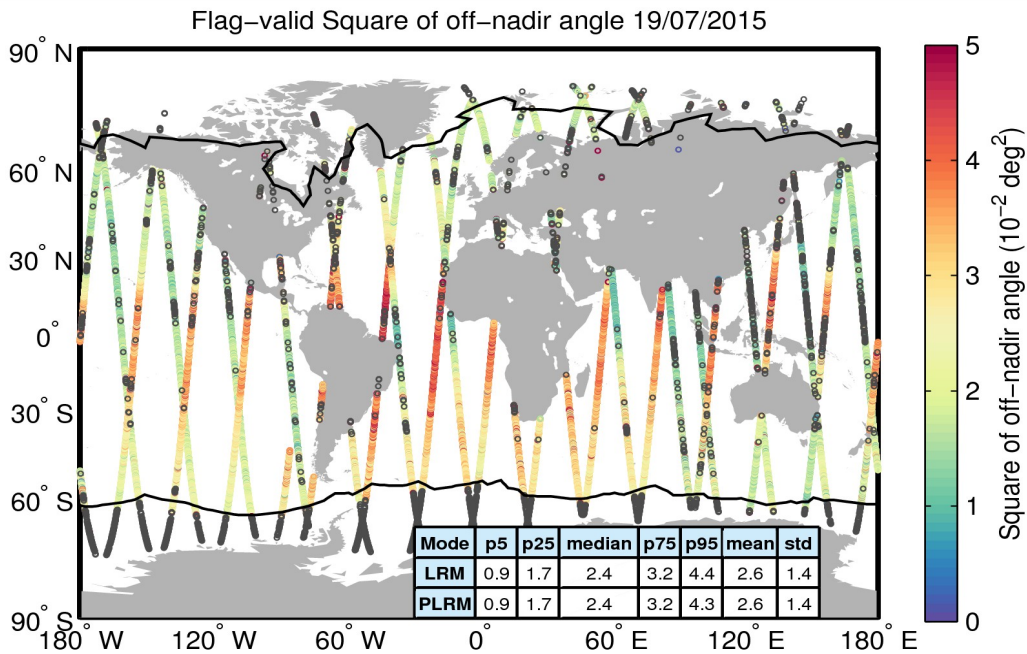 Flag−valid Square of off−nadir angle 19/07/2015
90° N
60° N
30° N
0°
30° S
60° S
90° S
180° W
120° W
60° W
0°
60° E
120° E
180° E
Mode p5 p25 median p75 p95 mean std
LRM 0.9 1.7 2.4 3.2 4.4 2.6 1.4
PLRM 0.9 1.7 2.4 3.2 4.3 2.6 1.4
5
4
3
2
1
0
Square of off−nadir angle (10⁻² deg²)